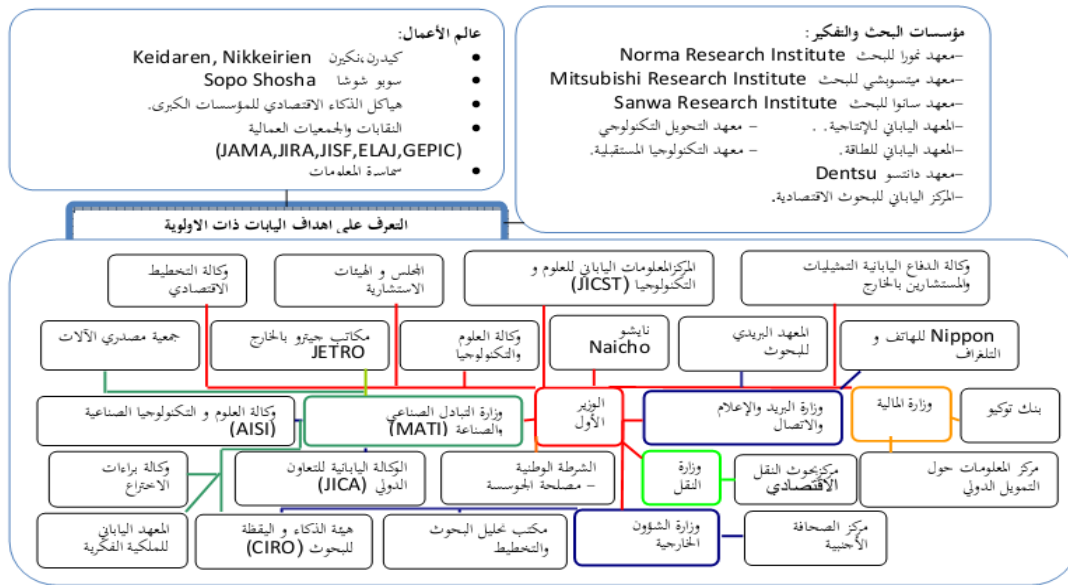 مؤسسات البحث والتفكير:
–معهد نمورا للبحث Norma Research Institute
–معهد ميتسوبشي للبحث Mitsubishi Research Institute
–معهد سانوا للبحث Sanwa Research Institute
–المعهد الياباني للإنتاجية. . – معهد التحويل التكنولوجي
–المعهد الياباني للطاقة. – معهد التكنولوجيا المستقبلية.
–معهد دانتسو Dentsu
–المركز الياباني للبحوث الاقتصادية.
عالم الأعمال:
● كيدرن،نكيرن Keidaren, Nikkeirien
● سوبو شوشا Sopo Shosha
● هياكل الذكاء الاقتصادي للمؤسسات الكبرى.
● النقابات والجمعيات العمالية
(JAMA,JIRA,JISF,ELAJ,GEPIC)
● سماسرة المعلومات
التعرف على اهداف اليابات ذات الاولوية
وكالة الدفاع اليابانية التمثيليات
والمستشارين بالخارج
المركزالمعلومات الياباني للعلوم و
التكنولوجيا (JICST)
المجلس و الهيئات
الاستشارية
وكالة التخطيط
الاقتصادي
Nippon للهاتف و
التلغراف
المعهد البريدي
للبحوث
نايشو
Naicho
وكالة العلوم
والتكنولوجيا
مكاتب جيترو بالخارج
JETRO
جمعية مصدري الآلات
بنك توكيو
وزارة المالية
وزارة البريد والإعلام
والاتصال
الوزير
الأول
وزارة التبادل الصناعي
والصناعة (MATI)
وكالة العلوم و التكنولوجيا الصناعية
(AISI)
مركز المعلومات حول
التمويل الدولي
مركزبحوث النقل
الاقتصادي
وزارة
النقل
الشرطة الوطنية
– مصلحة الجوسسة
الوكالة اليابانية للتعاون
الدولي (JICA)
وكالة براءات
الاختراع
مركز الصحافة
الأجنبية
وزارة الشؤون
الخارجية
مكتب تحليل البحوث
والتخطيط
هيئة الذكاء و اليقظة
للبحوث (CIRO)
المعهد الياباني
للملكية الفكرية